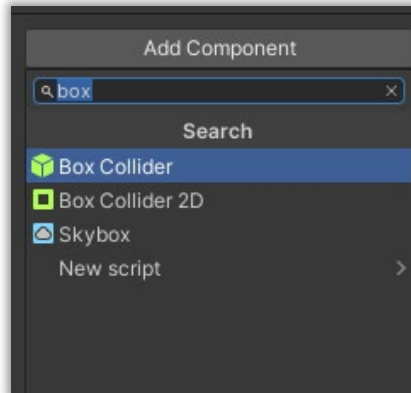 Add Component
box
Search
Box Collider
Box Collider 2D
Skybox
New script